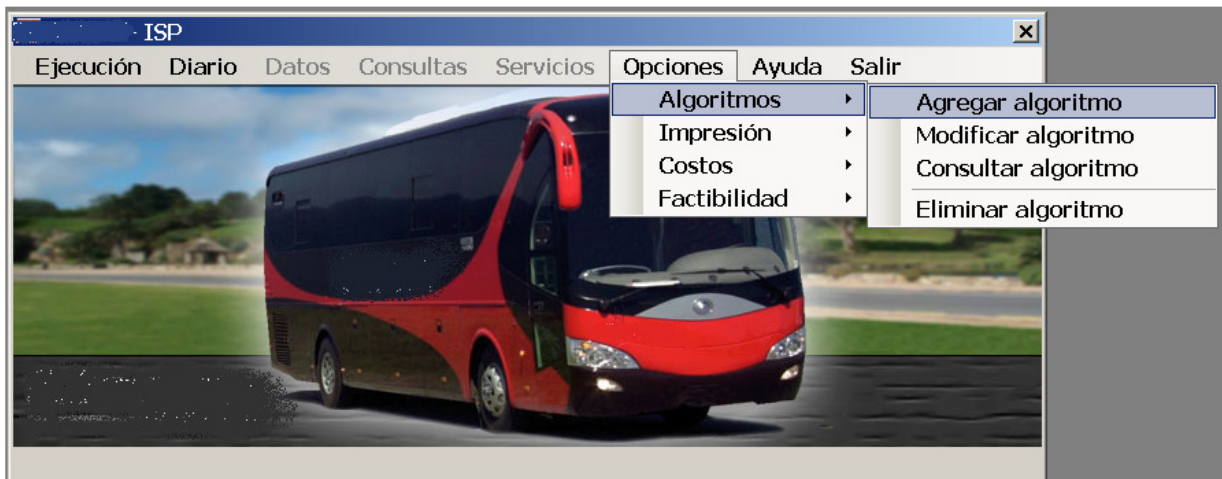 ISP
Ejecución Diario Datos Consultas Servicios Opciones Ayuda Salir
Algoritmos Agregar algoritmo
Impresión Modificar algoritmo
Costos Consultar algoritmo
Factibilidad Eliminar algoritmo